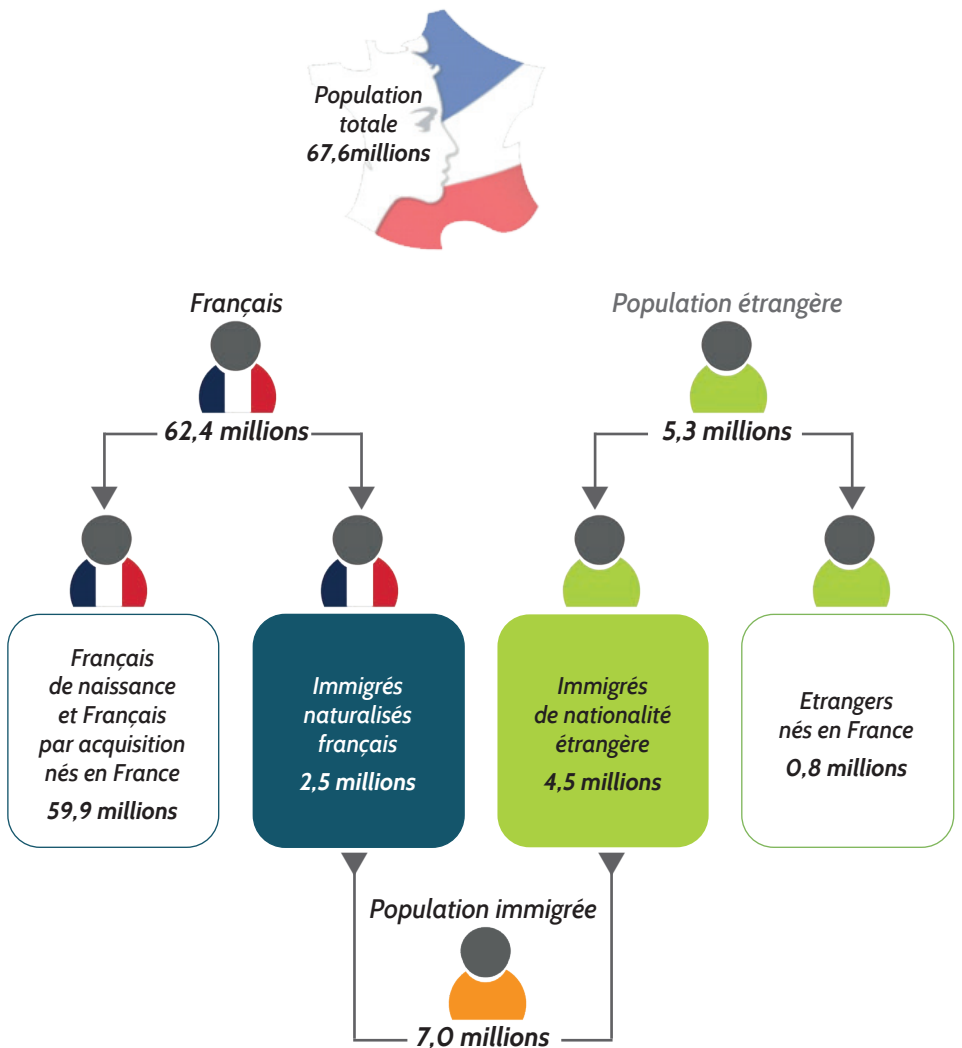 Population
totale
67,6millions
Français
62,4 millions
Population étrangère
5,3 millions
Français
de naissance
et Français
par acquisition
nés en France
59,9 millions
Immigrés
naturalisés
français
2,5 millions
Immigrés
de nationalité
étrangère
4,5 millions
Etrangers
nés en France
0,8 millions
Population immigrée
7,0 millions